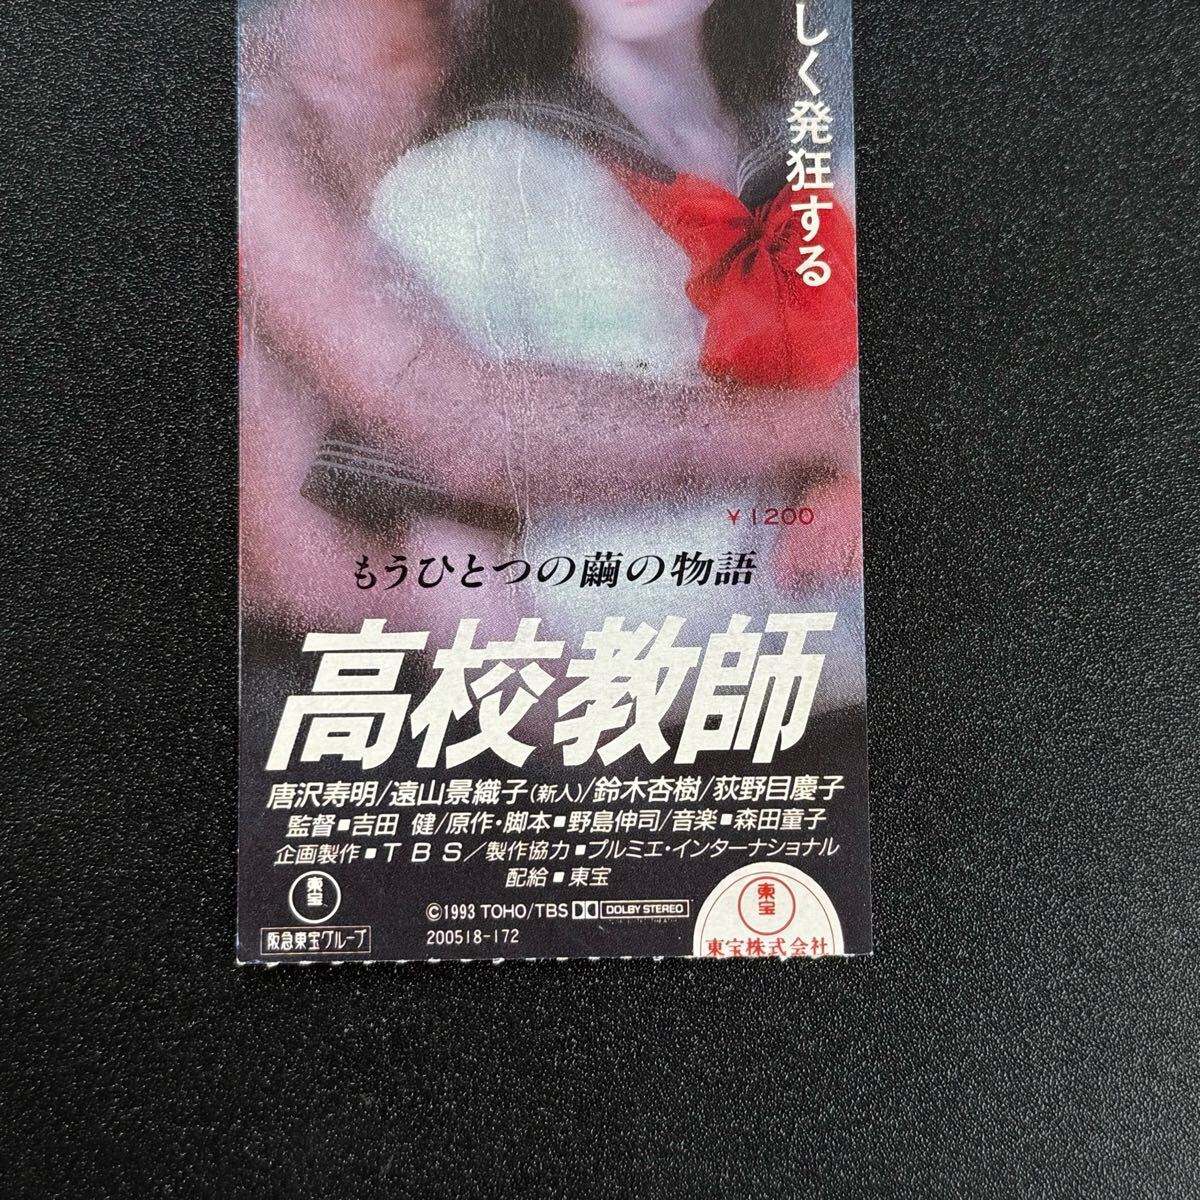 しく発狂する
¥1200
もうひとつの繭の物語
高校教師
唐沢寿明/遠山景織子(新人)/鈴木杏樹/荻野目慶子
監督■吉田 健/原作・脚本■野島伸司/音楽■森田童子
企画製作■TBS/製作協力■プルミエ・インターナショナル
配給■東宝
東宝
阪急東宝グループ
©1993 TOHO/TBS DOLBY STEREO
200518-172
東宝
東宝株式会社